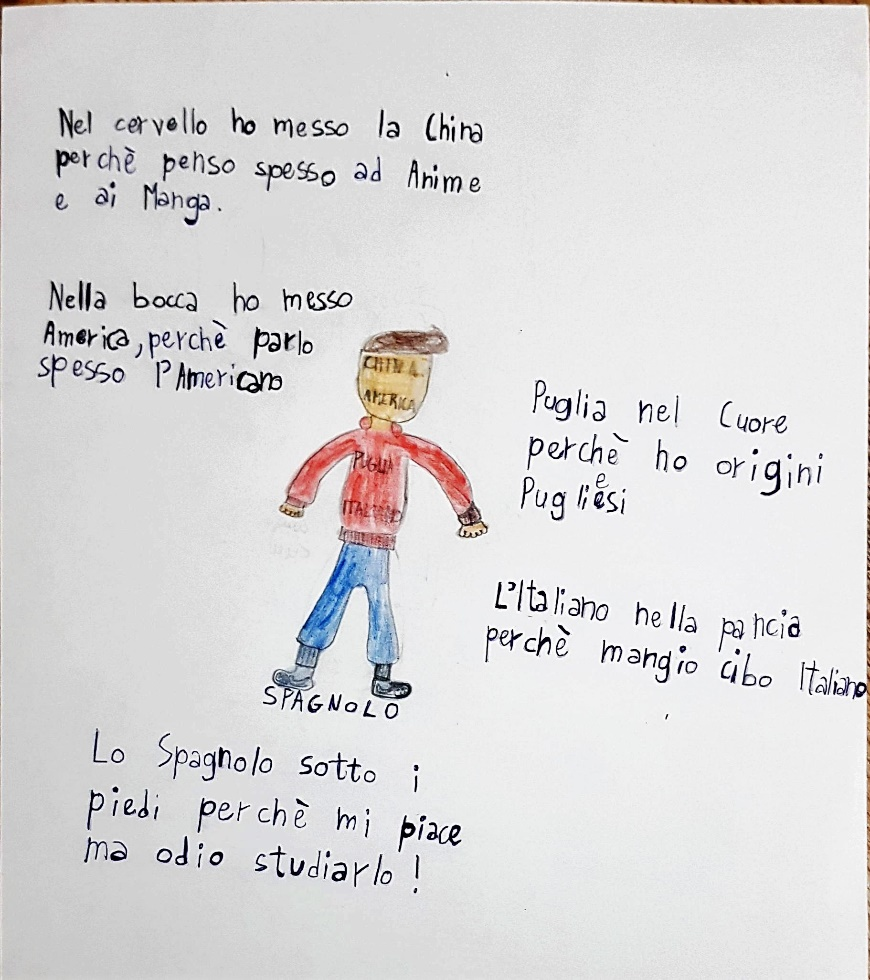 Nel cervello ho messo la China
perchè penso spesso ad Anime
e ai Manga.
Nella bocca ho messo
America, perchè parlo
spesso l'Americano
CHINA
AMERICA
PUGLIA
ITALIANO
Puglia nel Cuore
perchè ho origini
Pugliesi
L'Italiano nella pancia
perchè mangio cibo Italiano
SPAGNOLO
Lo Spagnolo sotto i
piedi perchè mi piace
ma odio studiarlo!